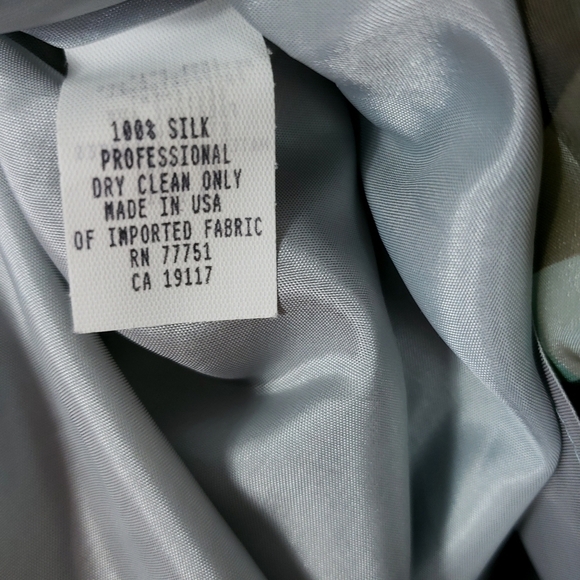 100% SILK
PROFESSIONAL
DRY CLEAN ONLY
MADE IN USA
OF IMPORTED FABRIC
RN 77751
CA 19117